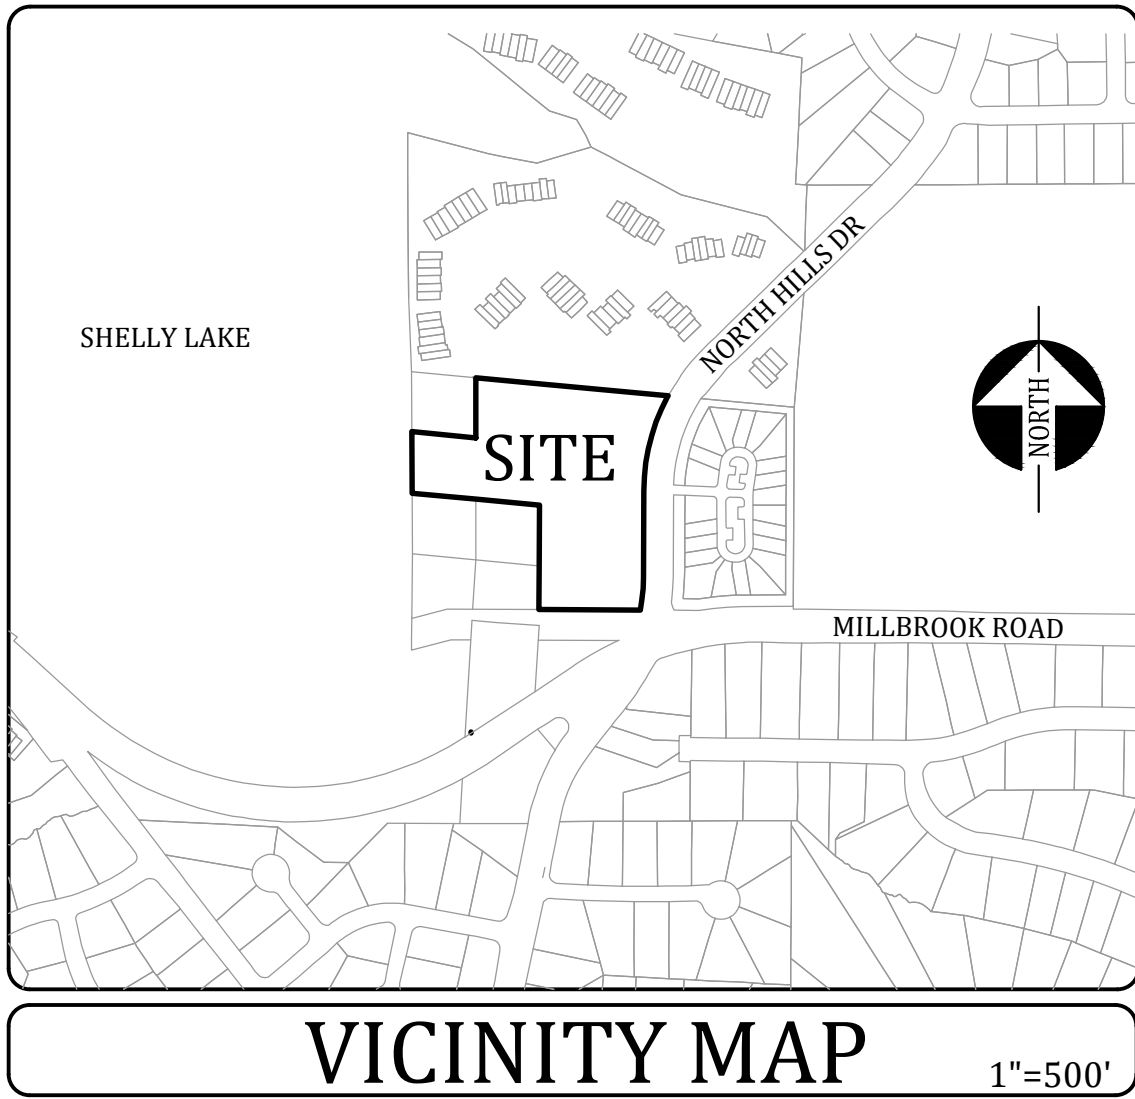 NORTH HILLS DR
SHELLY LAKE
NORTH
SITE
MILLBROOK ROAD
VICINITY MAP
1"=500'